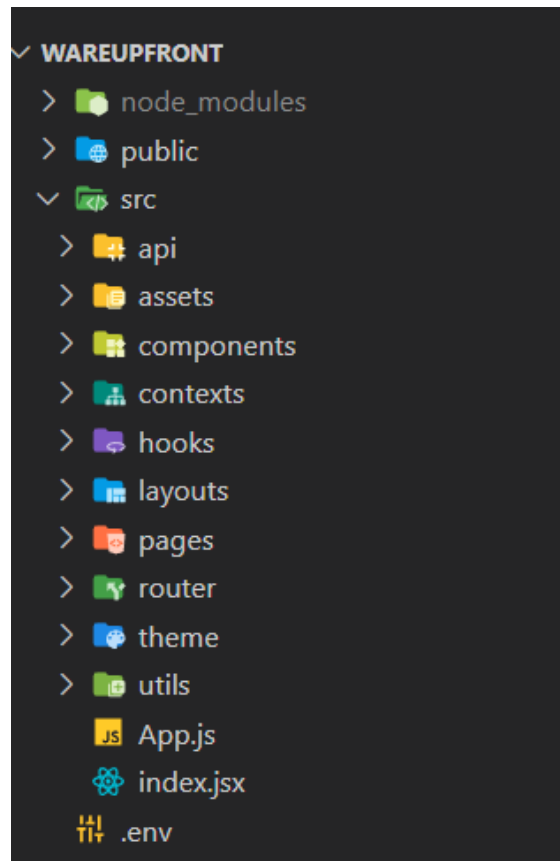 WAREUPFRONT
node_modules
public
src
api
assets
components
contexts
hooks
layouts
pages
router
theme
utils
JS App.js
index.jsx
.env